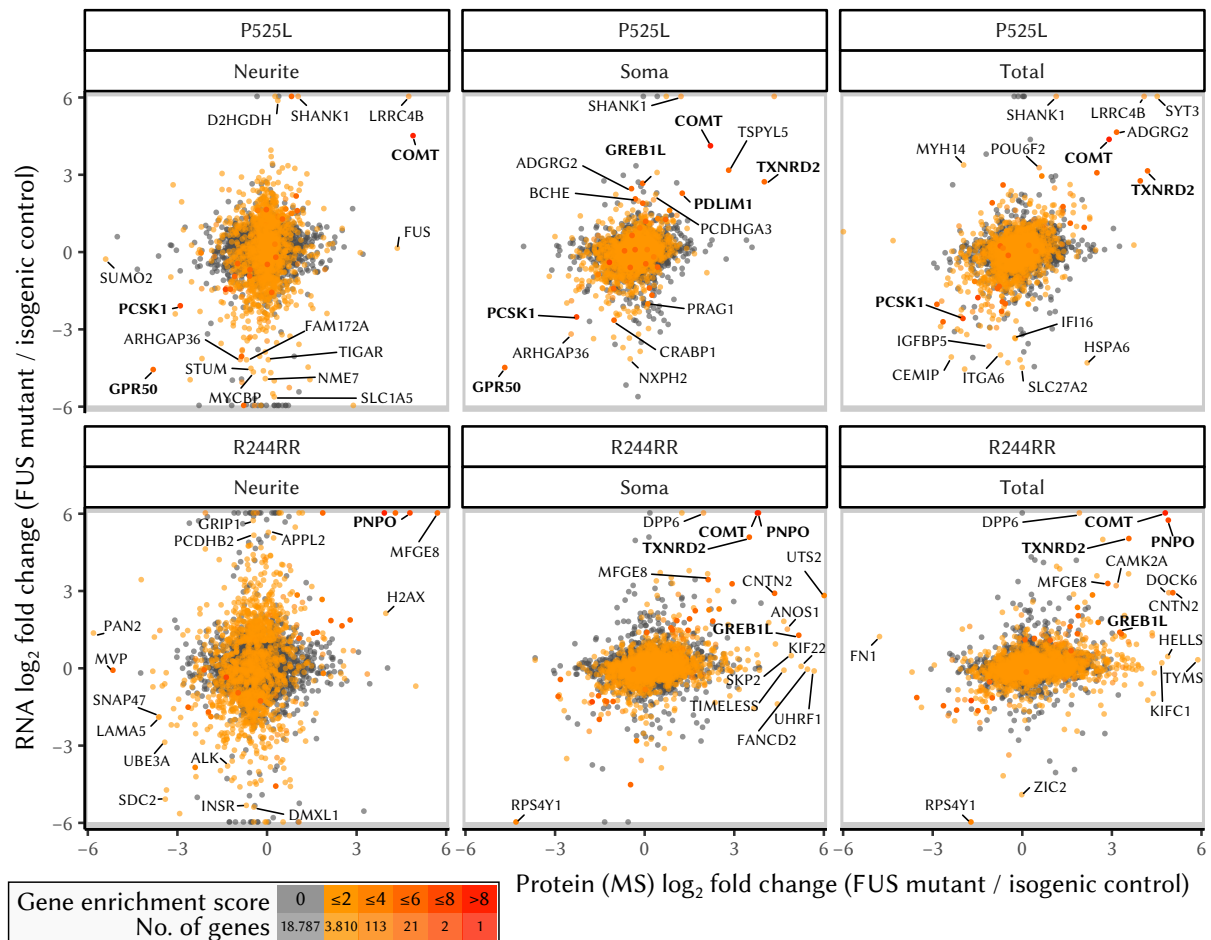 P525L
P525L
P525L
Neurite
Soma
Total
RNA log2 fold change (FUS mutant / isogenic control)
6
3
0
−3
−6
D2HGDH
SHANK1
LRRC4B
COMT
FUS
SUMO2
PCSK1
FAM172A
ARHGAP36
TIGAR
STUM
GPR50
NME7
MYCBP
SLC1A5
SHANK1
COMT
TSPYL5
GREB1L
ADGRG2
TXNRD2
BCHE
PDLIM1
PCDHGA3
PCSK1
PRAG1
ARHGAP36
CRABP1
NXPH2
GPR50
SHANK1
LRRC4B
SYT3
ADGRG2
MYH14
POU6F2
COMT
TXNRD2
PCSK1
IFI16
IGFBP5
HSPA6
CEMIP
ITGA6
SLC27A2
R244RR
R244RR
R244RR
Neurite
Soma
Total
6
3
0
−3
−6
GRIP1
PNPO
PCDHB2
APPL2
MFGE8
H2AX
PAN2
MVP
SNAP47
LAMA5
UBE3A
ALK
SDC2
INSR
DMXL1
DPP6
COMT
PNPO
TXNRD2
UTS2
MFGE8
CNTN2
ANOS1
GREB1L
KIF22
SKP2
TIMELESS
UHRF1
FANCD2
RPS4Y1
DPP6
COMT
TXNRD2
PNPO
CAMK2A
MFGE8
DOCK6
CNTN2
GREB1L
FN1
HELLS
TYMS
KIFC1
ZIC2
RPS4Y1
−6 −3 0 3 6
−6 −3 0 3 6
−6 −3 0 3 6
Protein (MS) log2 fold change (FUS mutant / isogenic control)
Gene enrichment score 0 ≤2 ≤4 ≤6 ≤8 >8
No. of genes 18.787 3.810 113 21 2 1